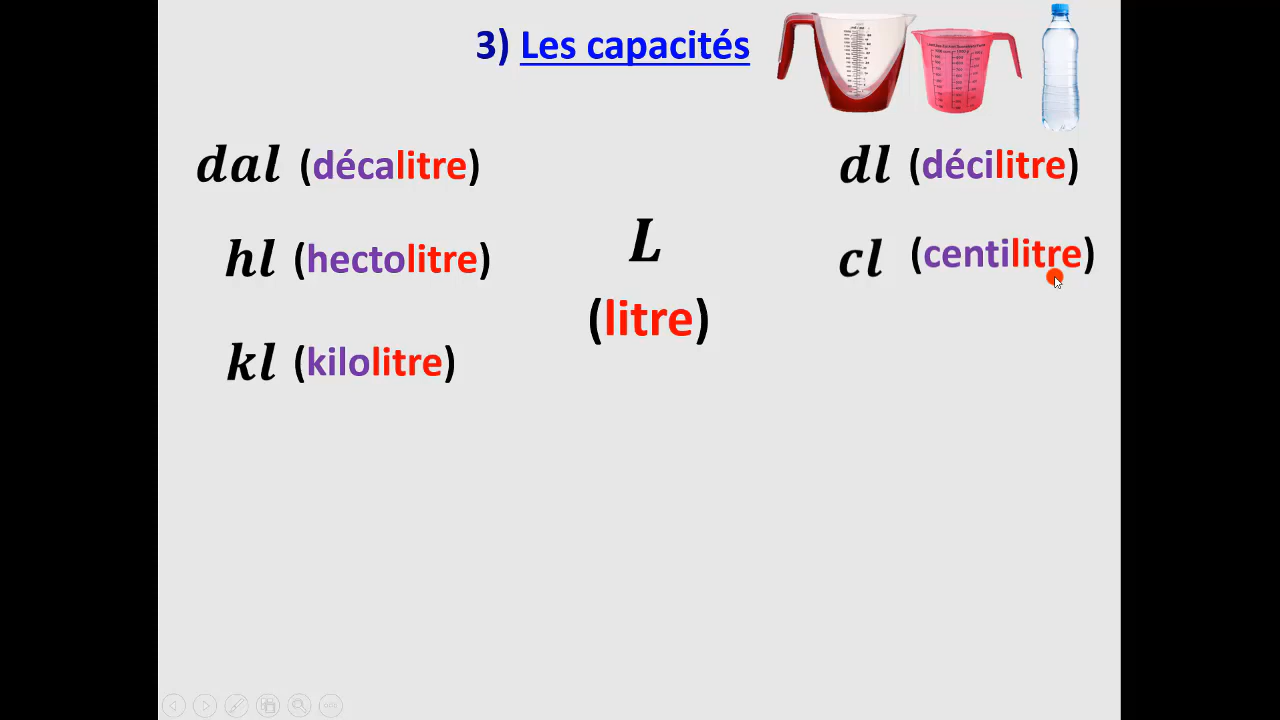 3) Les capacités
dal (décalitre)
hl (hectolitre)
kl (kilolitre)
L
(litre)
dl (décilitre)
cl (centilitre)